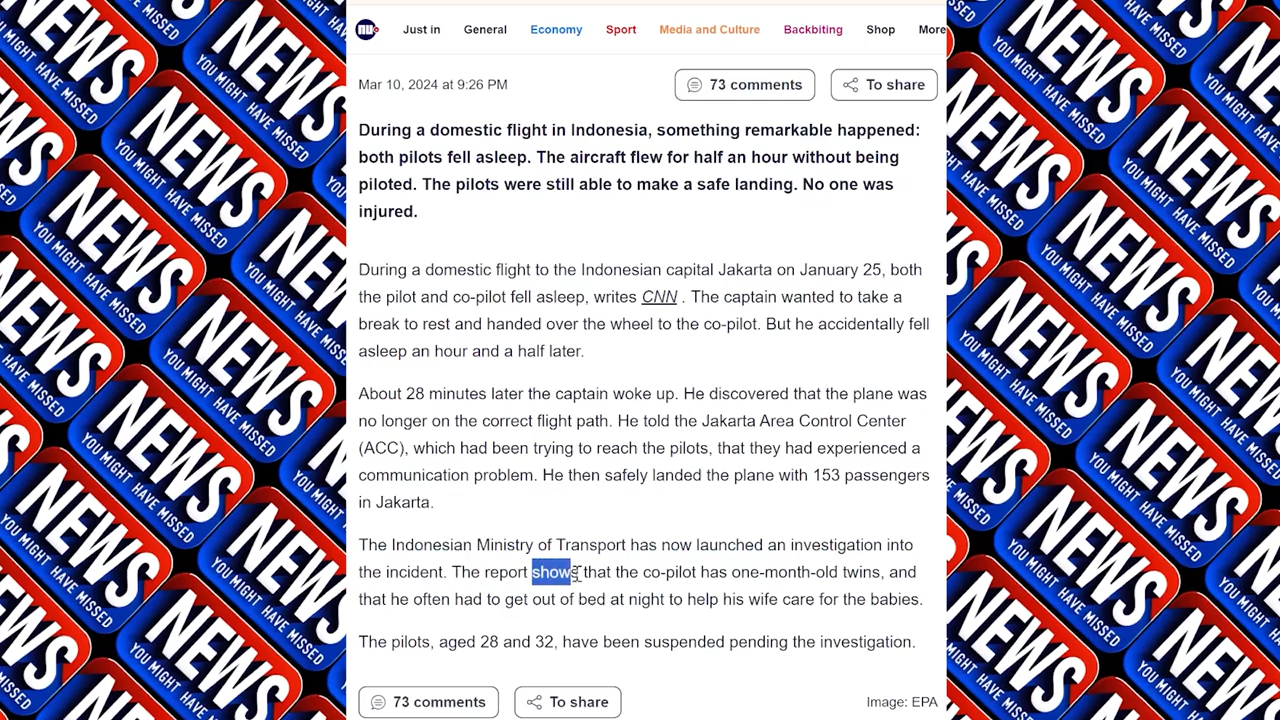 nu
Just in General Economy Sport Media and Culture Backbiting Shop More
Mar 10, 2024 at 9:26 PM 73 comments To share
During a domestic flight in Indonesia, something remarkable happened:
both pilots fell asleep. The aircraft flew for half an hour without being
piloted. The pilots were still able to make a safe landing. No one was
injured.
During a domestic flight to the Indonesian capital Jakarta on January 25, both
the pilot and co-pilot fell asleep, writes CNN . The captain wanted to take a
break to rest and handed over the wheel to the co-pilot. But he accidentally fell
asleep an hour and a half later.
About 28 minutes later the captain woke up. He discovered that the plane was
no longer on the correct flight path. He told the Jakarta Area Control Center
(ACC), which had been trying to reach the pilots, that they had experienced a
communication problem. He then safely landed the plane with 153 passengers
in Jakarta.
The Indonesian Ministry of Transport has now launched an investigation into
the incident. The report shows that the co-pilot has one-month-old twins, and
that he often had to get out of bed at night to help his wife care for the babies.
The pilots, aged 28 and 32, have been suspended pending the investigation.
73 comments To share Image: EPA
NEWS
YOU MIGHT HAVE MISSED